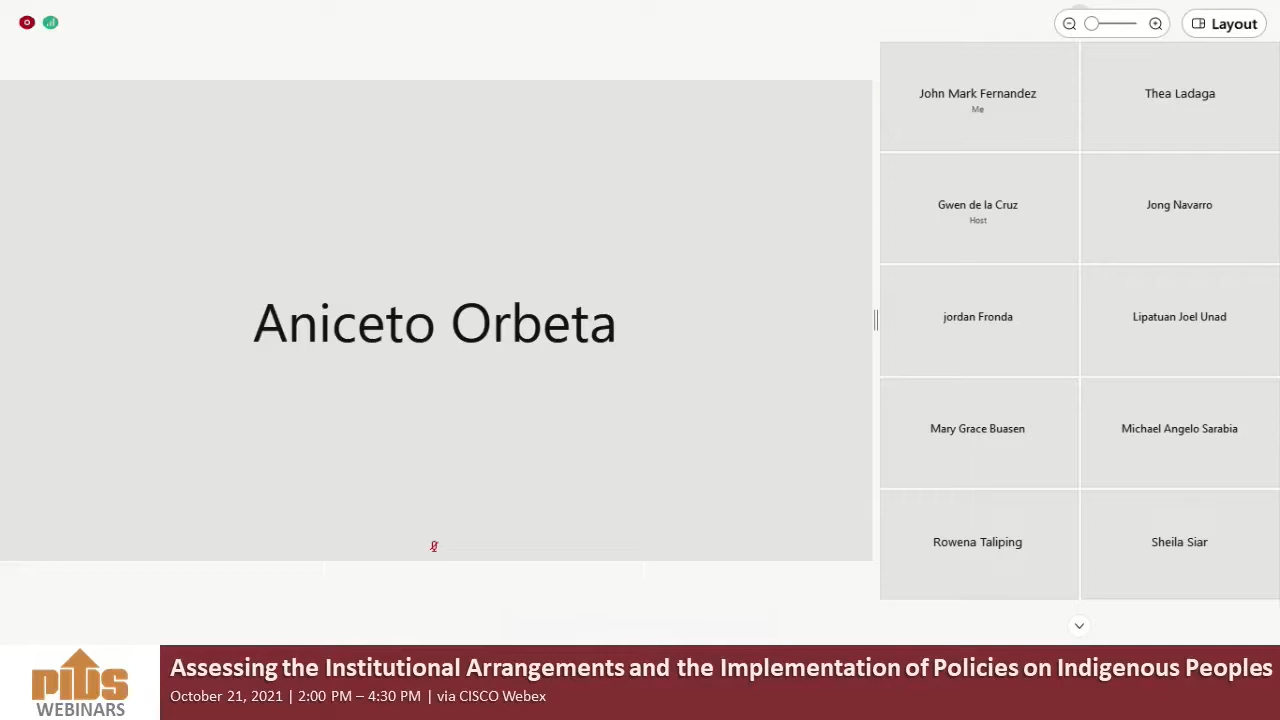 Layout
Aniceto Orbeta
John Mark Fernandez
Me
Thea Ladaga
Gwen de la Cruz
Host
Jong Navarro
jordan Fronda
Lipatuan Joel Unad
Mary Grace Buasen
Michael Angelo Sarabia
Rowena Taliping
Sheila Siar
PIDS
WEBINARS
Assessing the Institutional Arrangements and the Implementation of Policies on Indigenous Peoples
October 21, 2021 | 2:00 PM – 4:30 PM | via CISCO Webex